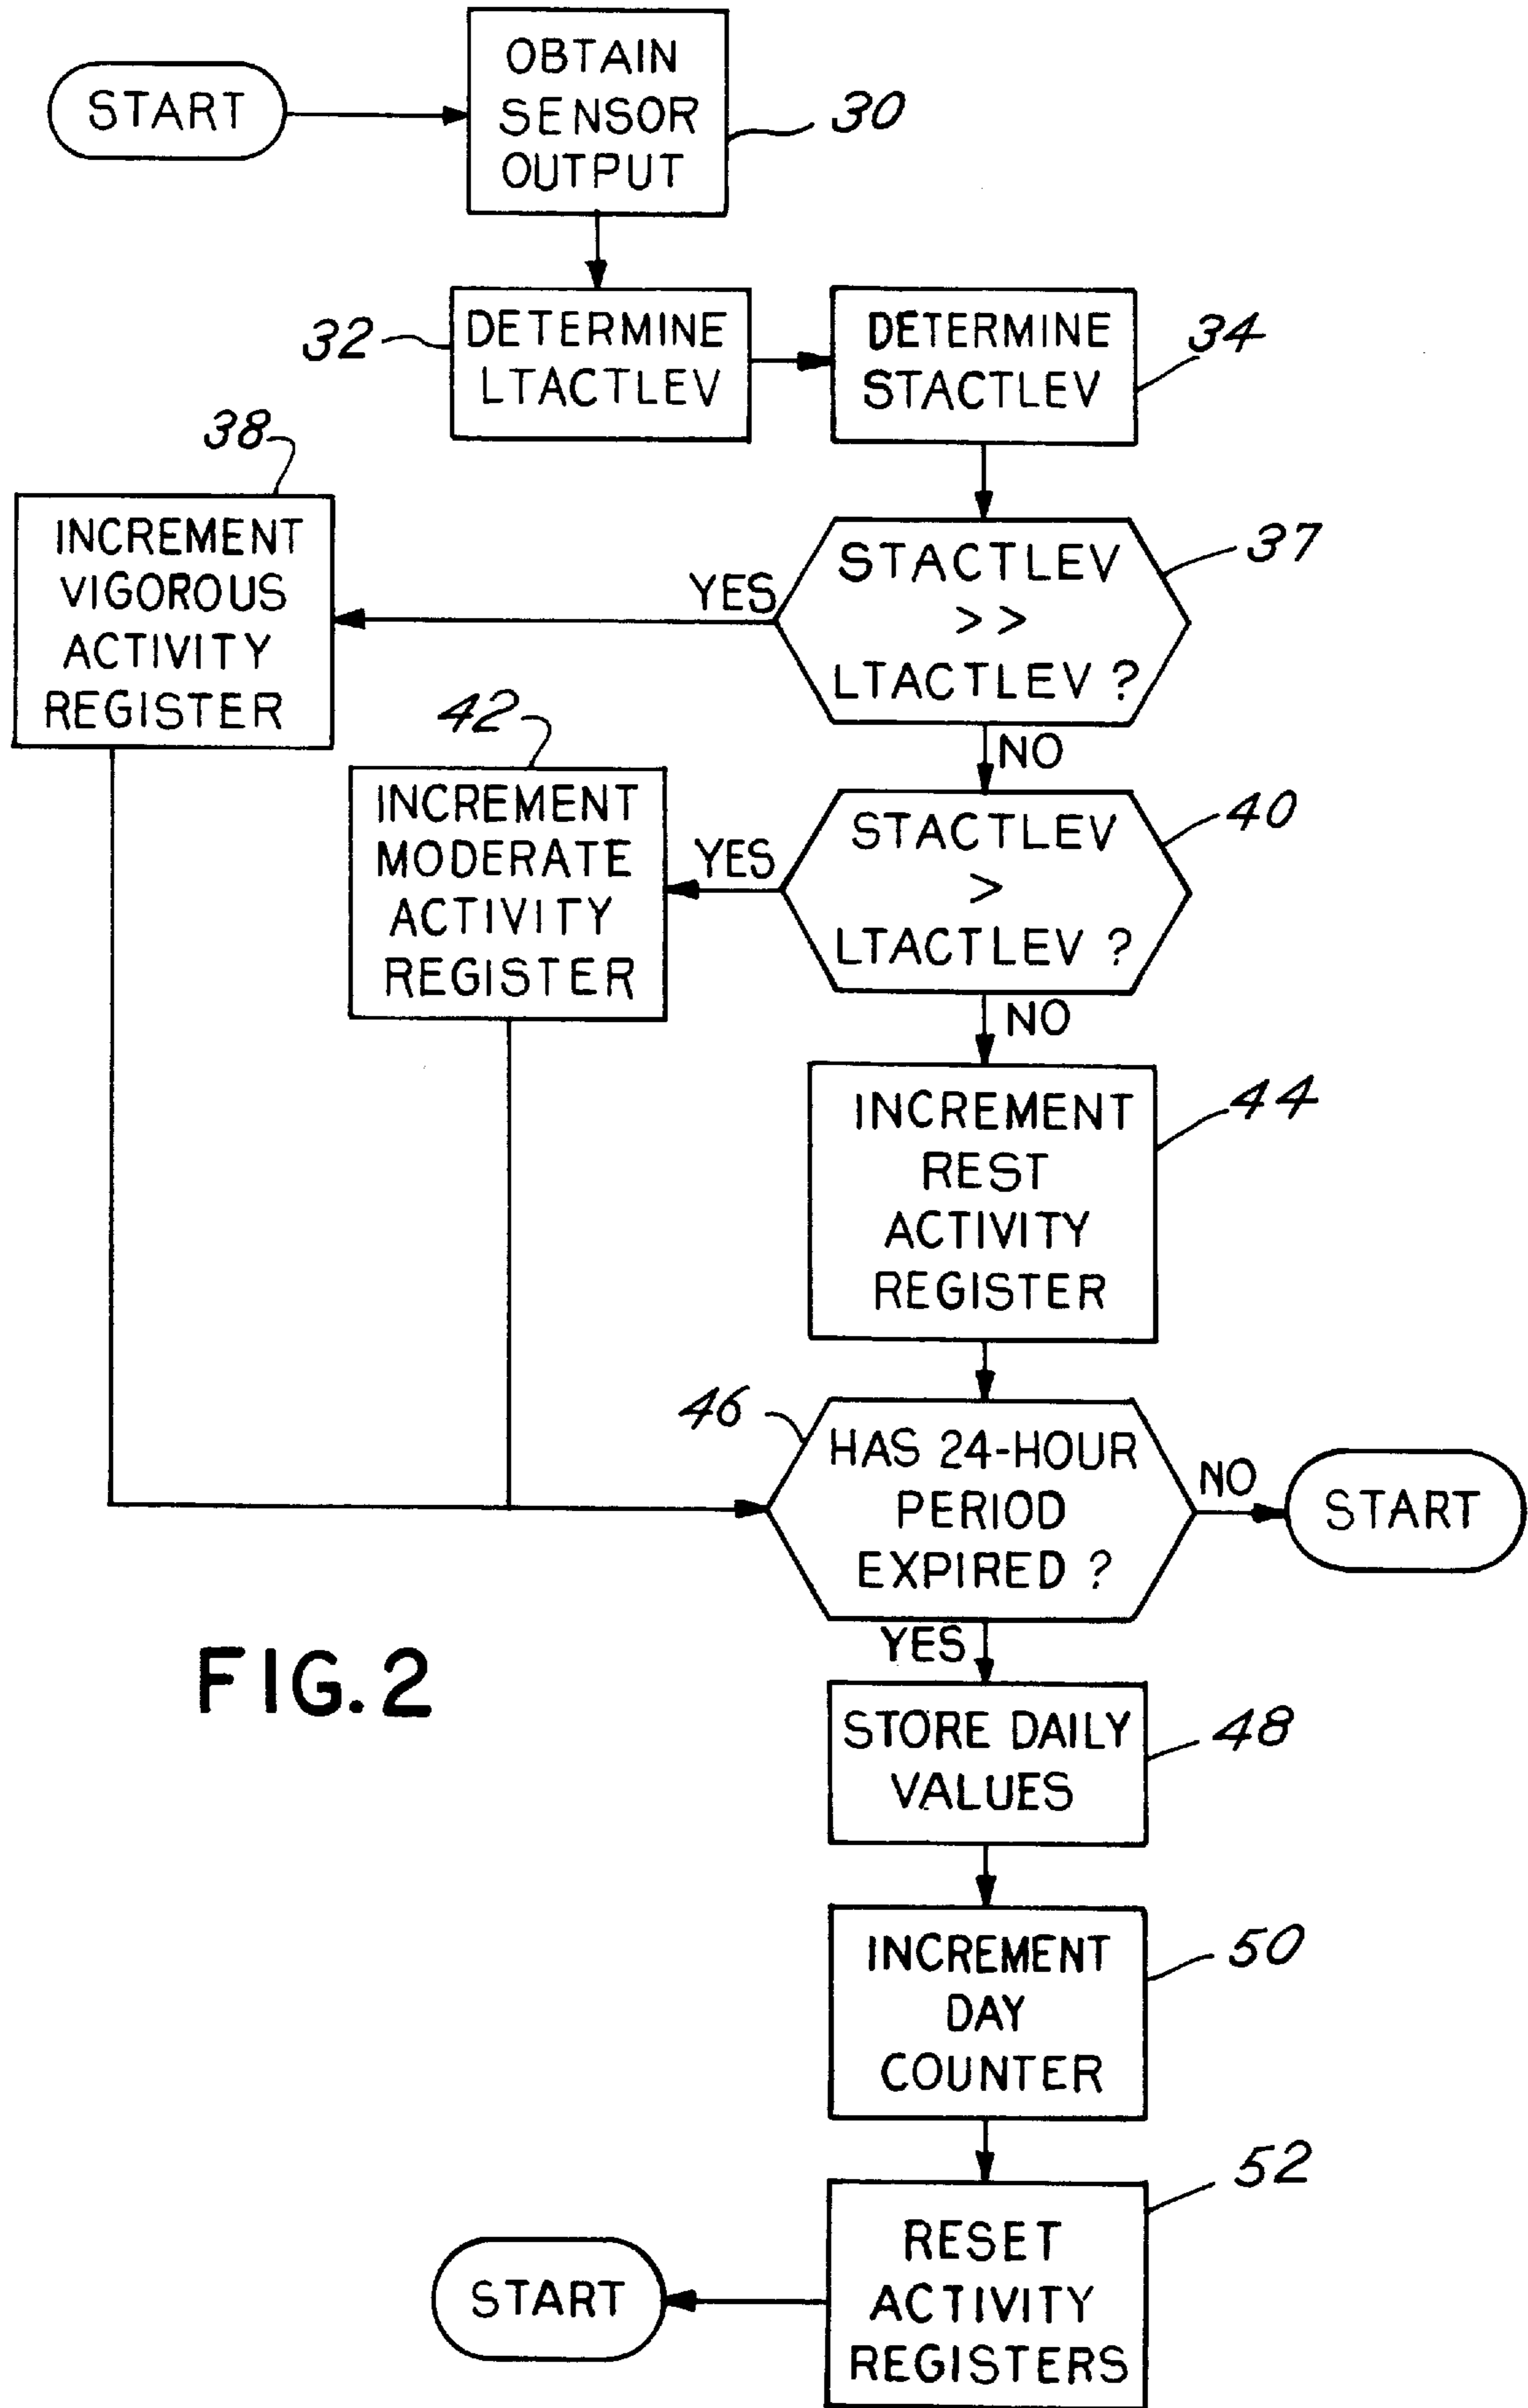 START
OBTAIN
SENSOR
OUTPUT
30
32
DETERMINE
LTACTLEV
DETERMINE
STACTLEV
34
38
INCREMENT
VIGOROUS
ACTIVITY
REGISTER
YES
STACTLEV
>>
LTACTLEV ?
37
NO
42
INCREMENT
MODERATE
ACTIVITY
REGISTER
YES
STACTLEV
>
LTACTLEV ?
40
NO
INCREMENT
REST
ACTIVITY
REGISTER
44
46
HAS 24-HOUR
PERIOD
EXPIRED ?
NO
START
YES
FIG. 2
STORE DAILY
VALUES
48
INCREMENT
DAY
COUNTER
50
RESET
ACTIVITY
REGISTERS
52
START